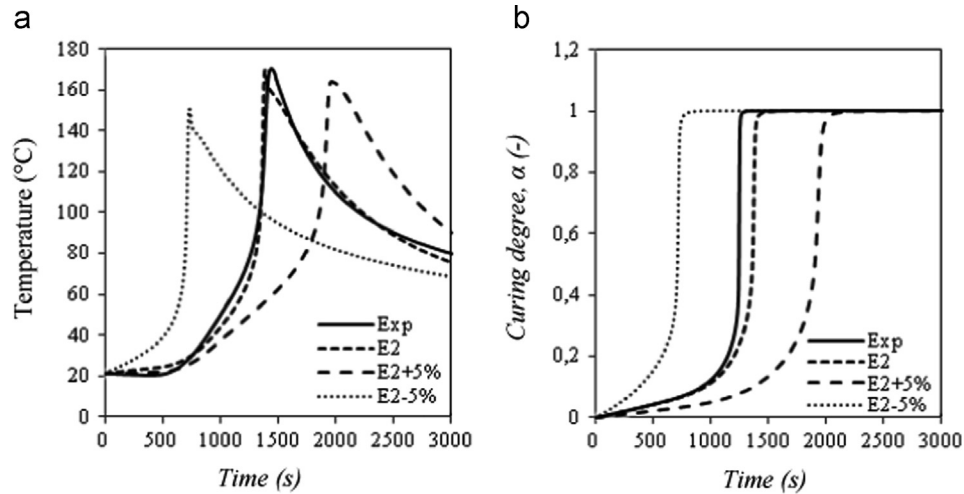 a
180
160
140
120
100
80
60
40
20
0
Temperature (°C)
Exp
E2
E2+5%
E2-5%
0 500 1000 1500 2000 2500 3000
Time (s)
b
1,2
1
0,8
0,6
0,4
0,2
0
Curing degree, α (-)
Exp
E2
E2+5%
E2-5%
0 500 1000 1500 2000 2500 3000
Time (s)